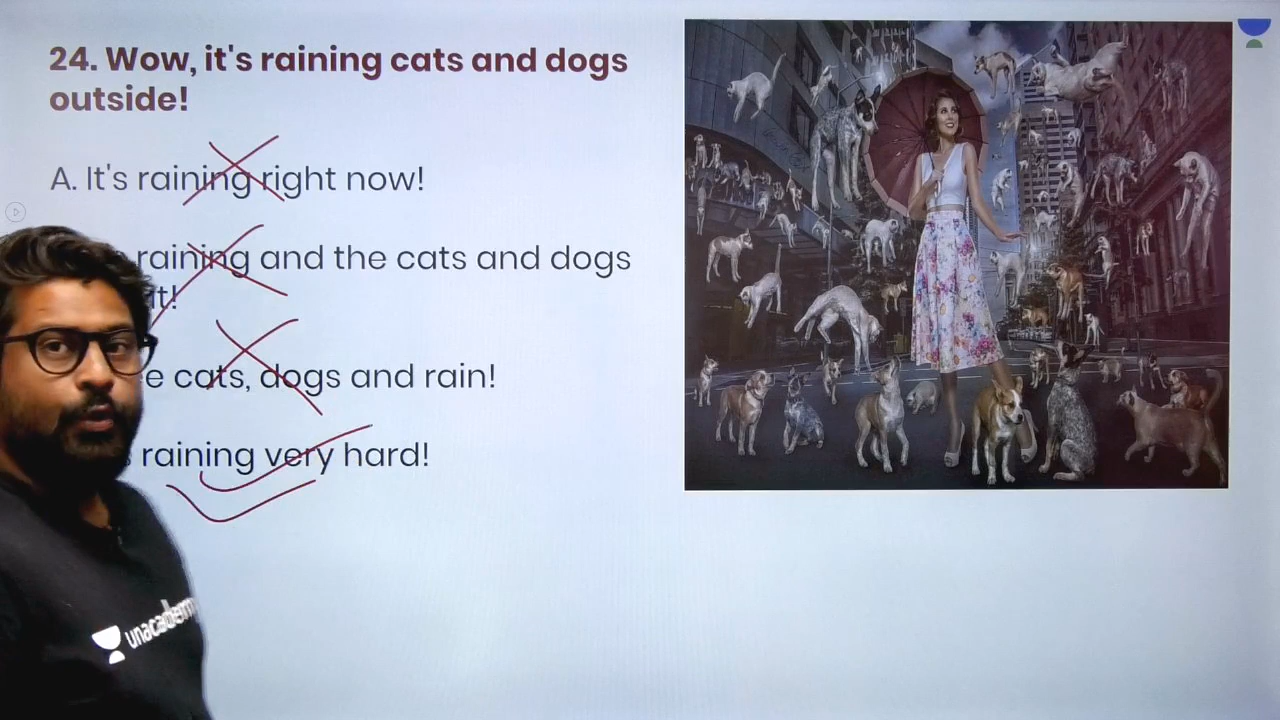 24. Wow, it's raining cats and dogs
outside!
A. It's raining right now!
raining and the cats and dogs
cats, dogs and rain!
raining very hard!
unacademy